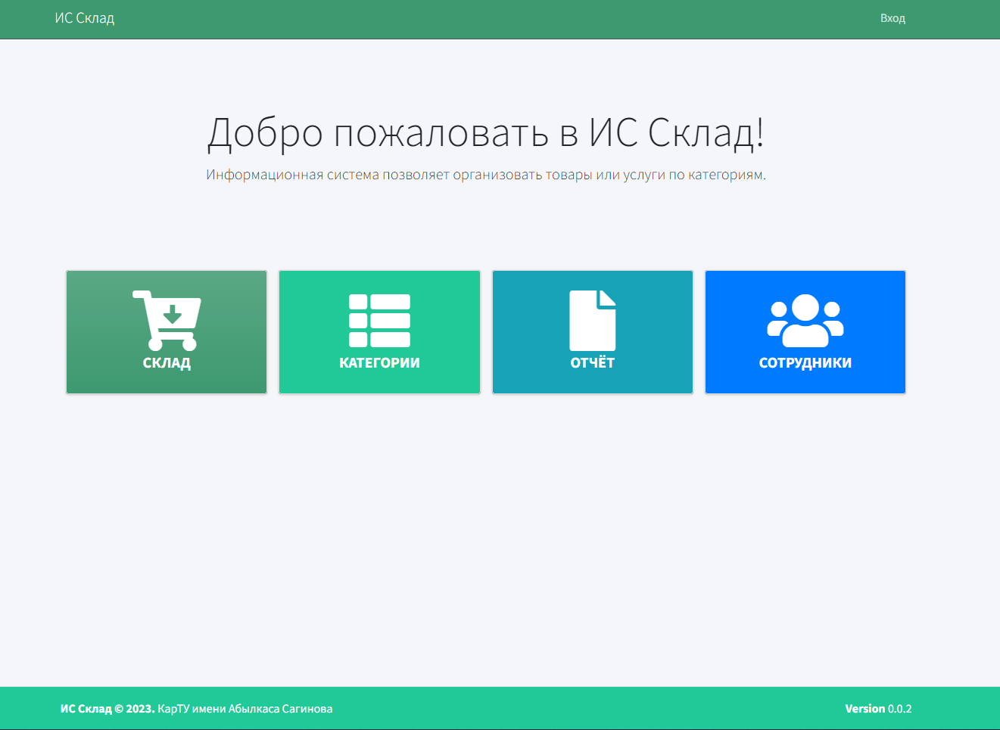 ИС Склад
Вход
Добро пожаловать в ИС Склад!
Информационная система позволяет организовать товары или услуги по категориям.
СКЛАД
КАТЕГОРИИ
ОТЧЁТ
СОТРУДНИКИ
ИС Склад © 2023. КарТУ имени Абылкаса Сагинова
Version 0.0.2